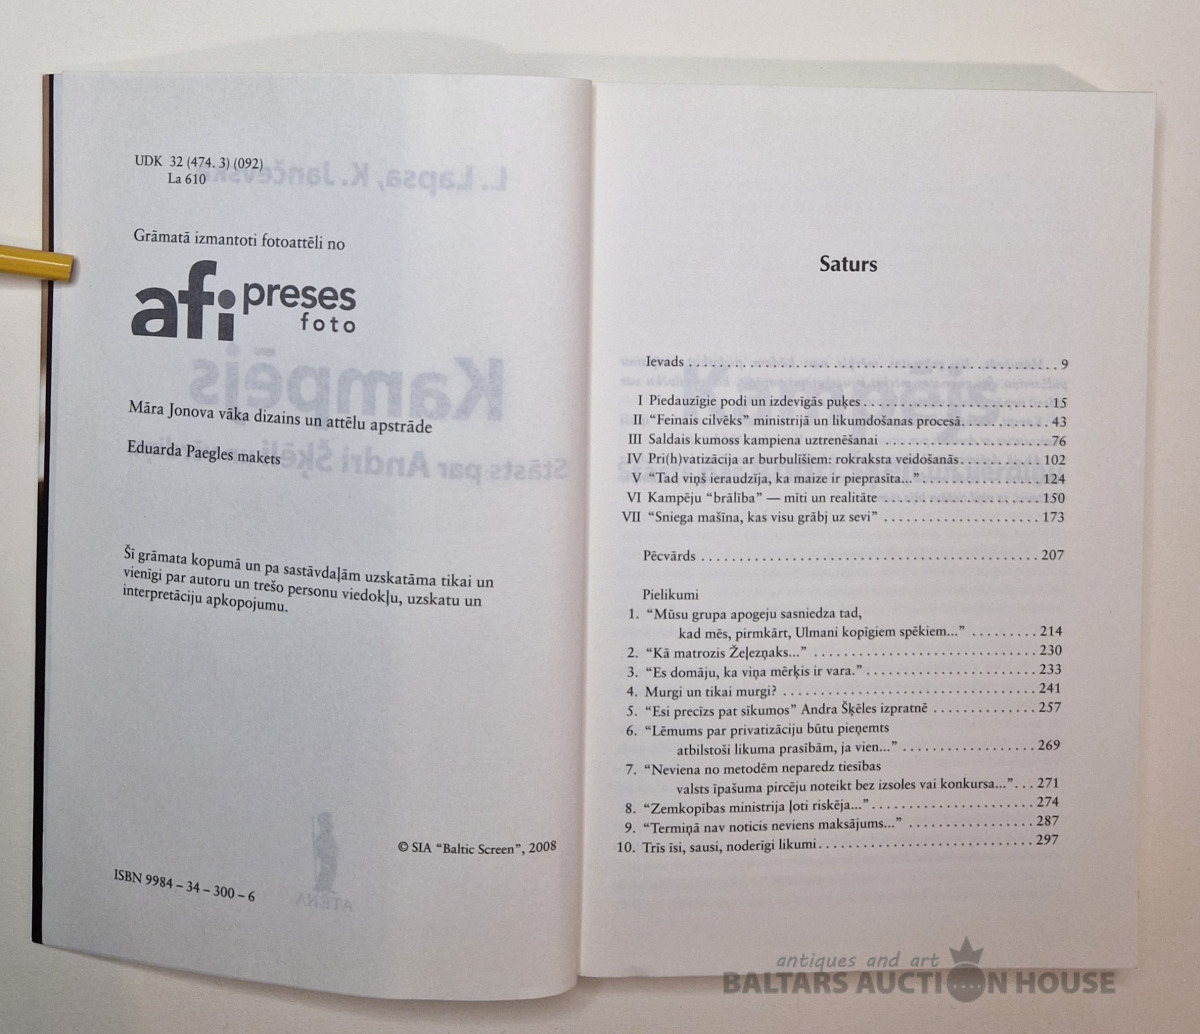 UDK 32 (474. 3) (092)
La 610
Grāmatā izmantoti fotoattēli no
afi preses
foto
Māra Jonova vāka dizains un attēlu apstrāde
Eduarda Paegles makets
Šī grāmata kopumā un pa sastāvdaļām uzskatāma tikai un
vienīgi par autoru un trešo personu viedokļu, uzskatu un
interpretāciju apkopojumu.
© SIA “Baltic Screen”, 2008
ISBN 9984 – 34 – 300 – 6
L. Lapsa, K. Jančevska
Kampējs
Stāsts par Andri Šķēli
ATENA
Saturs
Ievads . . . . . . . . . . . . . . . . . . . . . . . . . . . . . . . . . . . . . . . . . . 9
I Piedauzīgie podi un izdevīgās puķes . . . . . . . . . . . . . . . . . . . . . . . 15
II “Feinais cilvēks” ministrijā un likumdošanas procesā. . . . . . . . . . . . 43
III Saldais kumoss kampiena uztrenēšanai . . . . . . . . . . . . . . . . . . . . . 76
IV Pri(h)vatizācija ar burbulīšiem: rokraksta veidošanās. . . . . . . . . . . . 102
V “Tad viņš ieraudzīja, ka maize ir pieprasīta...” . . . . . . . . . . . . . . . . 124
VI Kampēju “brālība” — mīti un realitāte . . . . . . . . . . . . . . . . . . . . . 150
VII “Sniega mašīna, kas visu grābj uz sevi” . . . . . . . . . . . . . . . . . . . . 173
Pēcvārds . . . . . . . . . . . . . . . . . . . . . . . . . . . . . . . . . . . . . . . . 207
Pielikumi
1. “Mūsu grupa apogeju sasniedza tad,
kad mēs, pirmkārt, Ulmani kopīgiem spēkiem...” . . . . . . . . . 214
2. “Kā matrozis Žeļezņaks...” . . . . . . . . . . . . . . . . . . . . . . . . . . . . 230
3. “Es domāju, ka viņa mērķis ir vara.” . . . . . . . . . . . . . . . . . . . . . . 233
4. Murgi un tikai murgi? . . . . . . . . . . . . . . . . . . . . . . . . . . . . . . . 241
5. “Esi precīzs pat sīkumos” Andra Šķēles izpratnē . . . . . . . . . . . . . . 257
6. “Lēmums par privatizāciju būtu pieņemts
atbilstoši likuma prasībām, ja vien...” . . . . . . . . . . . . . . . . . . 269
7. “Neviena no metodēm neparedz tiesības
valsts īpašuma pircēju noteikt bez izsoles vai konkursa...”. . . 271
8. “Zemkopības ministrija ļoti riskēja...” . . . . . . . . . . . . . . . . . . . . . 274
9. “Termiņā nav noticis neviens maksājums...” . . . . . . . . . . . . . . . . . 287
10. Trīs īsi, sausi, noderīgi likumi . . . . . . . . . . . . . . . . . . . . . . . . . . . 297
antiques and art
BALTARS AUCTION HOUSE